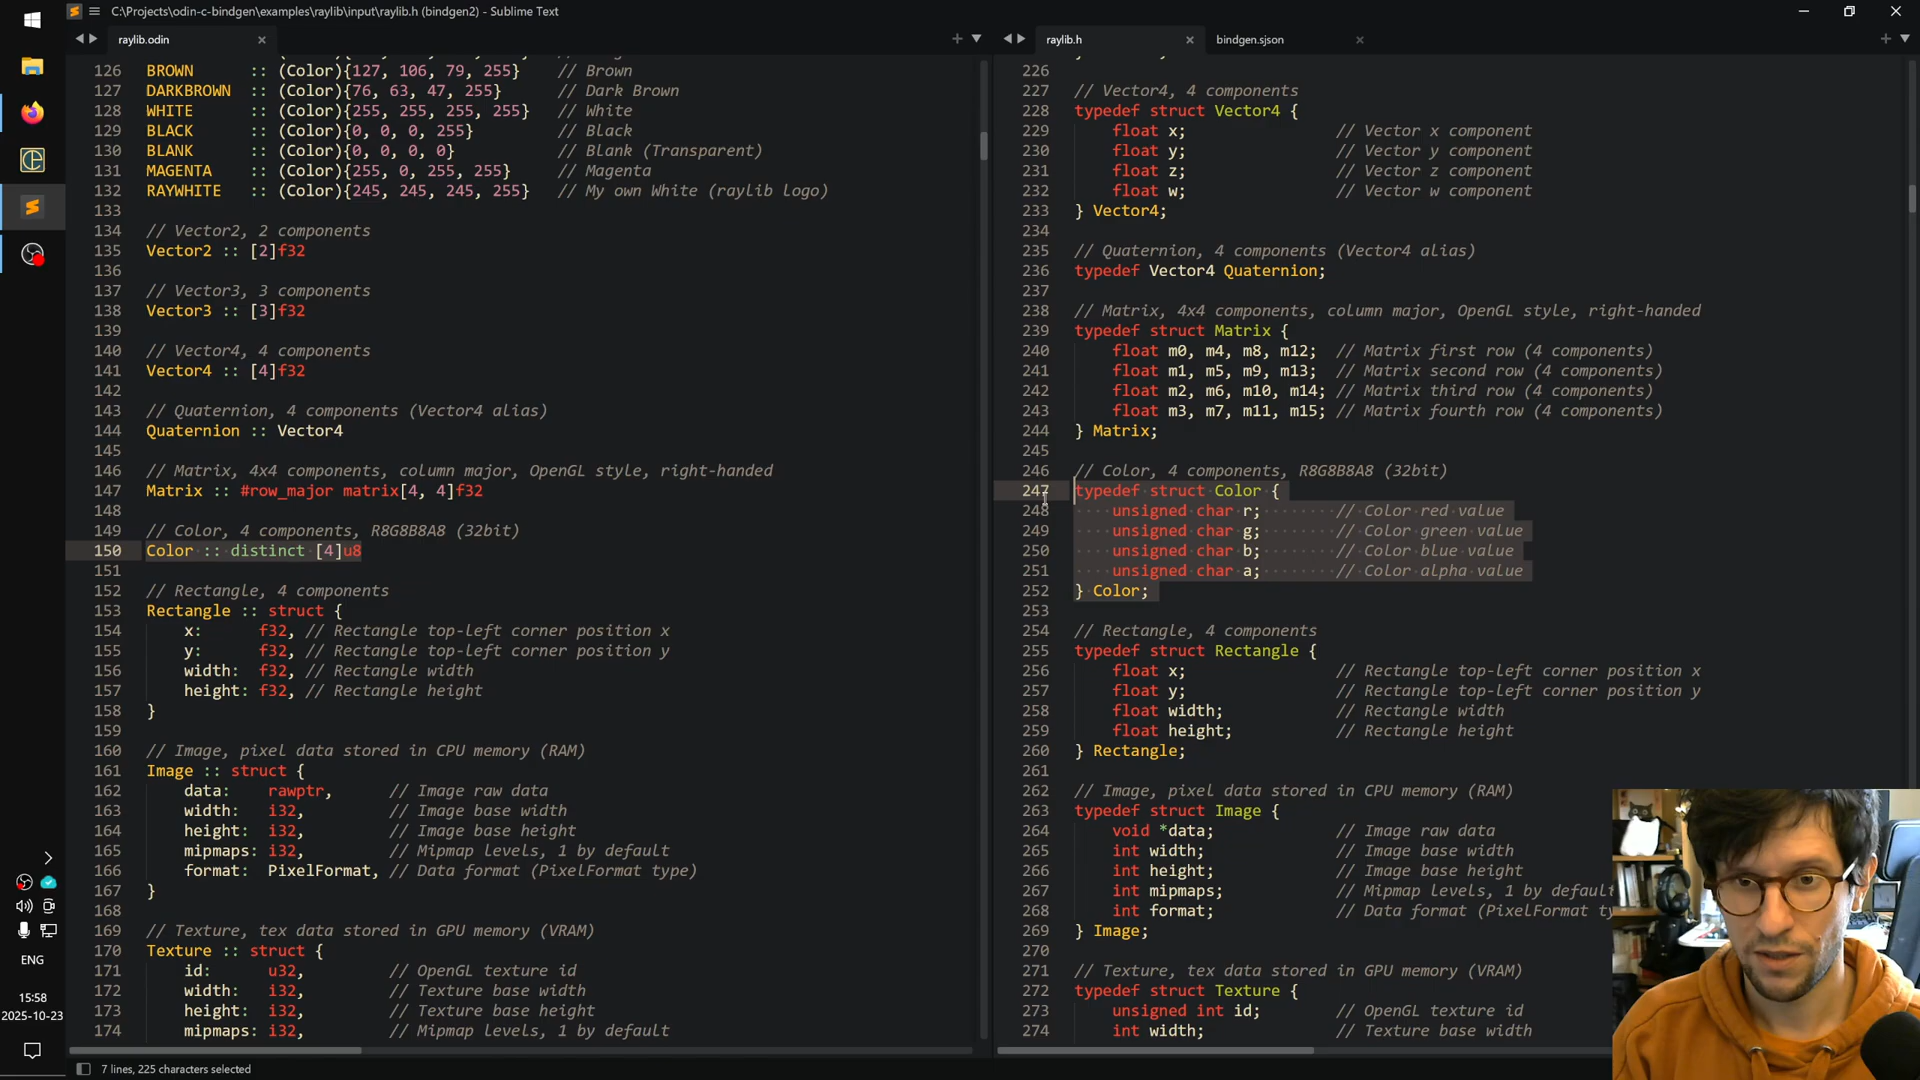 C:\Projects\odin-c-bindgen\examples\raylib\input\raylib.h (bindgen2) - Sublime Text
raylib.odin
126 BROWN :: (Color){127, 106, 79, 255} // Brown
127 DARKBROWN :: (Color){76, 63, 47, 255} // Dark Brown
128 WHITE :: (Color){255, 255, 255, 255} // White
129 BLACK :: (Color){0, 0, 0, 255} // Black
130 BLANK :: (Color){0, 0, 0, 0} // Blank (Transparent)
131 MAGENTA :: (Color){255, 0, 255, 255} // Magenta
132 RAYWHITE :: (Color){245, 245, 245, 255} // My own White (raylib logo)
133
134 // Vector2, 2 components
135 Vector2 :: [2]f32
136
137 // Vector3, 3 components
138 Vector3 :: [3]f32
139
140 // Vector4, 4 components
141 Vector4 :: [4]f32
142
143 // Quaternion, 4 components (Vector4 alias)
144 Quaternion :: Vector4
145
146 // Matrix, 4x4 components, column major, OpenGL style, right-handed
147 Matrix :: #row_major matrix[4, 4]f32
148
149 // Color, 4 components, R8G8B8A8 (32bit)
150 Color :: distinct [4]u8
151
152 // Rectangle, 4 components
153 Rectangle :: struct {
154 x: f32, // Rectangle top-left corner position x
155 y: f32, // Rectangle top-left corner position y
156 width: f32, // Rectangle width
157 height: f32, // Rectangle height
158 }
159
160 // Image, pixel data stored in CPU memory (RAM)
161 Image :: struct {
162 data: rawptr, // Image raw data
163 width: i32, // Image base width
164 height: i32, // Image base height
165 mipmaps: i32, // Mipmap levels, 1 by default
166 format: PixelFormat, // Data format (PixelFormat type)
167 }
168
169 // Texture, tex data stored in GPU memory (VRAM)
170 Texture :: struct {
171 id: u32, // OpenGL texture id
172 width: i32, // Texture base width
173 height: i32, // Texture base height
174 mipmaps: i32, // Mipmap levels, 1 by default
raylib.h
bindgen.sjson
226
227 // Vector4, 4 components
228 typedef struct Vector4 {
229 float x; // Vector x component
230 float y; // Vector y component
231 float z; // Vector z component
232 float w; // Vector w component
233 } Vector4;
234
235 // Quaternion, 4 components (Vector4 alias)
236 typedef Vector4 Quaternion;
237
238 // Matrix, 4x4 components, column major, OpenGL style, right-handed
239 typedef struct Matrix {
240 float m0, m4, m8, m12; // Matrix first row (4 components)
241 float m1, m5, m9, m13; // Matrix second row (4 components)
242 float m2, m6, m10, m14; // Matrix third row (4 components)
243 float m3, m7, m11, m15; // Matrix fourth row (4 components)
244 } Matrix;
245
246 // Color, 4 components, R8G8B8A8 (32bit)
247 typedef struct Color {
248 unsigned char r; // Color red value
249 unsigned char g; // Color green value
250 unsigned char b; // Color blue value
251 unsigned char a; // Color alpha value
252 } Color;
253
254 // Rectangle, 4 components
255 typedef struct Rectangle {
256 float x; // Rectangle top-left corner position x
257 float y; // Rectangle top-left corner position y
258 float width; // Rectangle width
259 float height; // Rectangle height
260 } Rectangle;
261
262 // Image, pixel data stored in CPU memory (RAM)
263 typedef struct Image {
264 void *data; // Image raw data
265 int width; // Image base width
266 int height; // Image base height
267 int mipmaps; // Mipmap levels, 1 by default
268 int format; // Data format (PixelFormat ty
269 } Image;
270
271 // Texture, tex data stored in GPU memory (VRAM)
272 typedef struct Texture {
273 unsigned int id; // OpenGL texture id
274 int width; // Texture base width
ENG
15:58
2025-10-23
7 lines, 225 characters selected